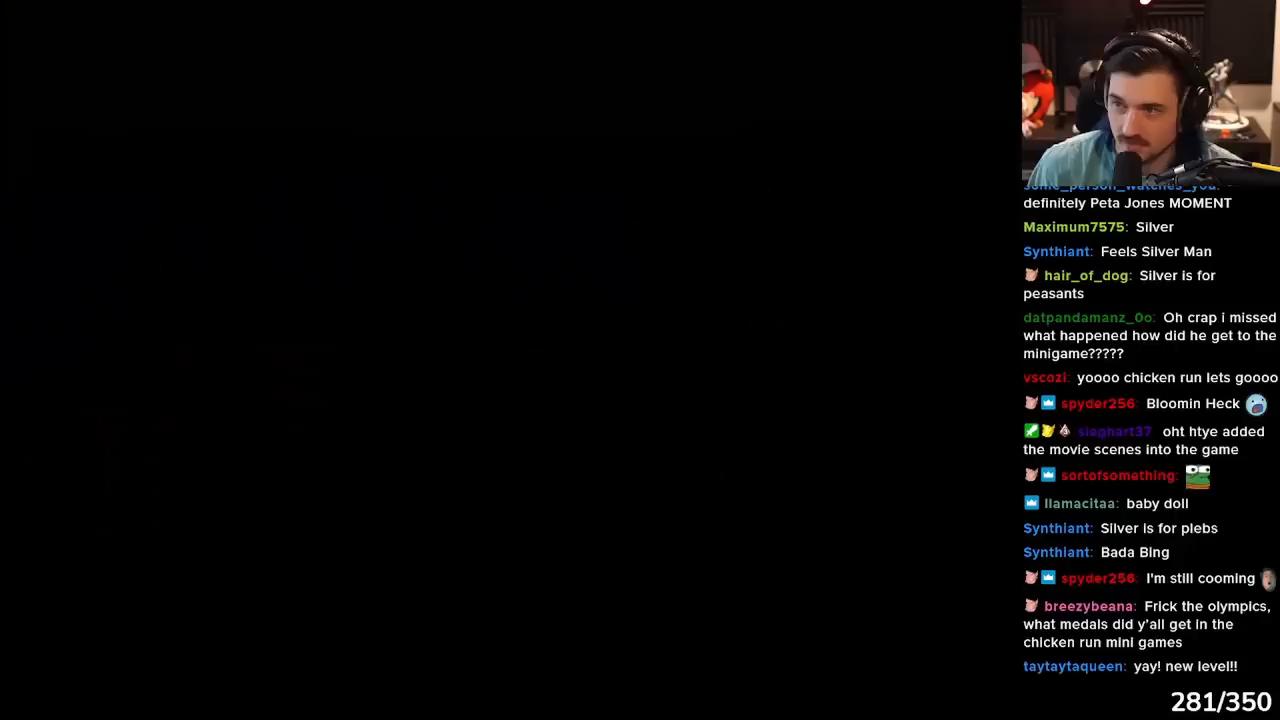 some_person_watches_you:
definitely Peta Jones MOMENT
Maximum7575: Silver
Synthiant: Feels Silver Man
hair_of_dog: Silver is for
peasants
datpandamanz_0o: Oh crap i missed
what happened how did he get to the
minigame?????
vscozi: yoooo chicken run lets goooo
spyder256: Bloomin Heck
sieghart37 oht htye added
the movie scenes into the game
sortofsomething:
llamacitaa: baby doll
Synthiant: Silver is for plebs
Synthiant: Bada Bing
spyder256: I'm still cooming
breezybeana: Frick the olympics,
what medals did y'all get in the
chicken run mini games
taytaytaqueen: yay! new level!!
281/350